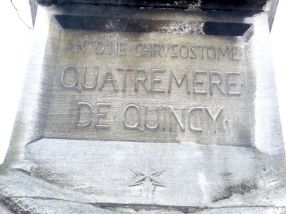 ANTOINE CHRYSOSTOME
QUATREMERE·
DE·QUINCY·